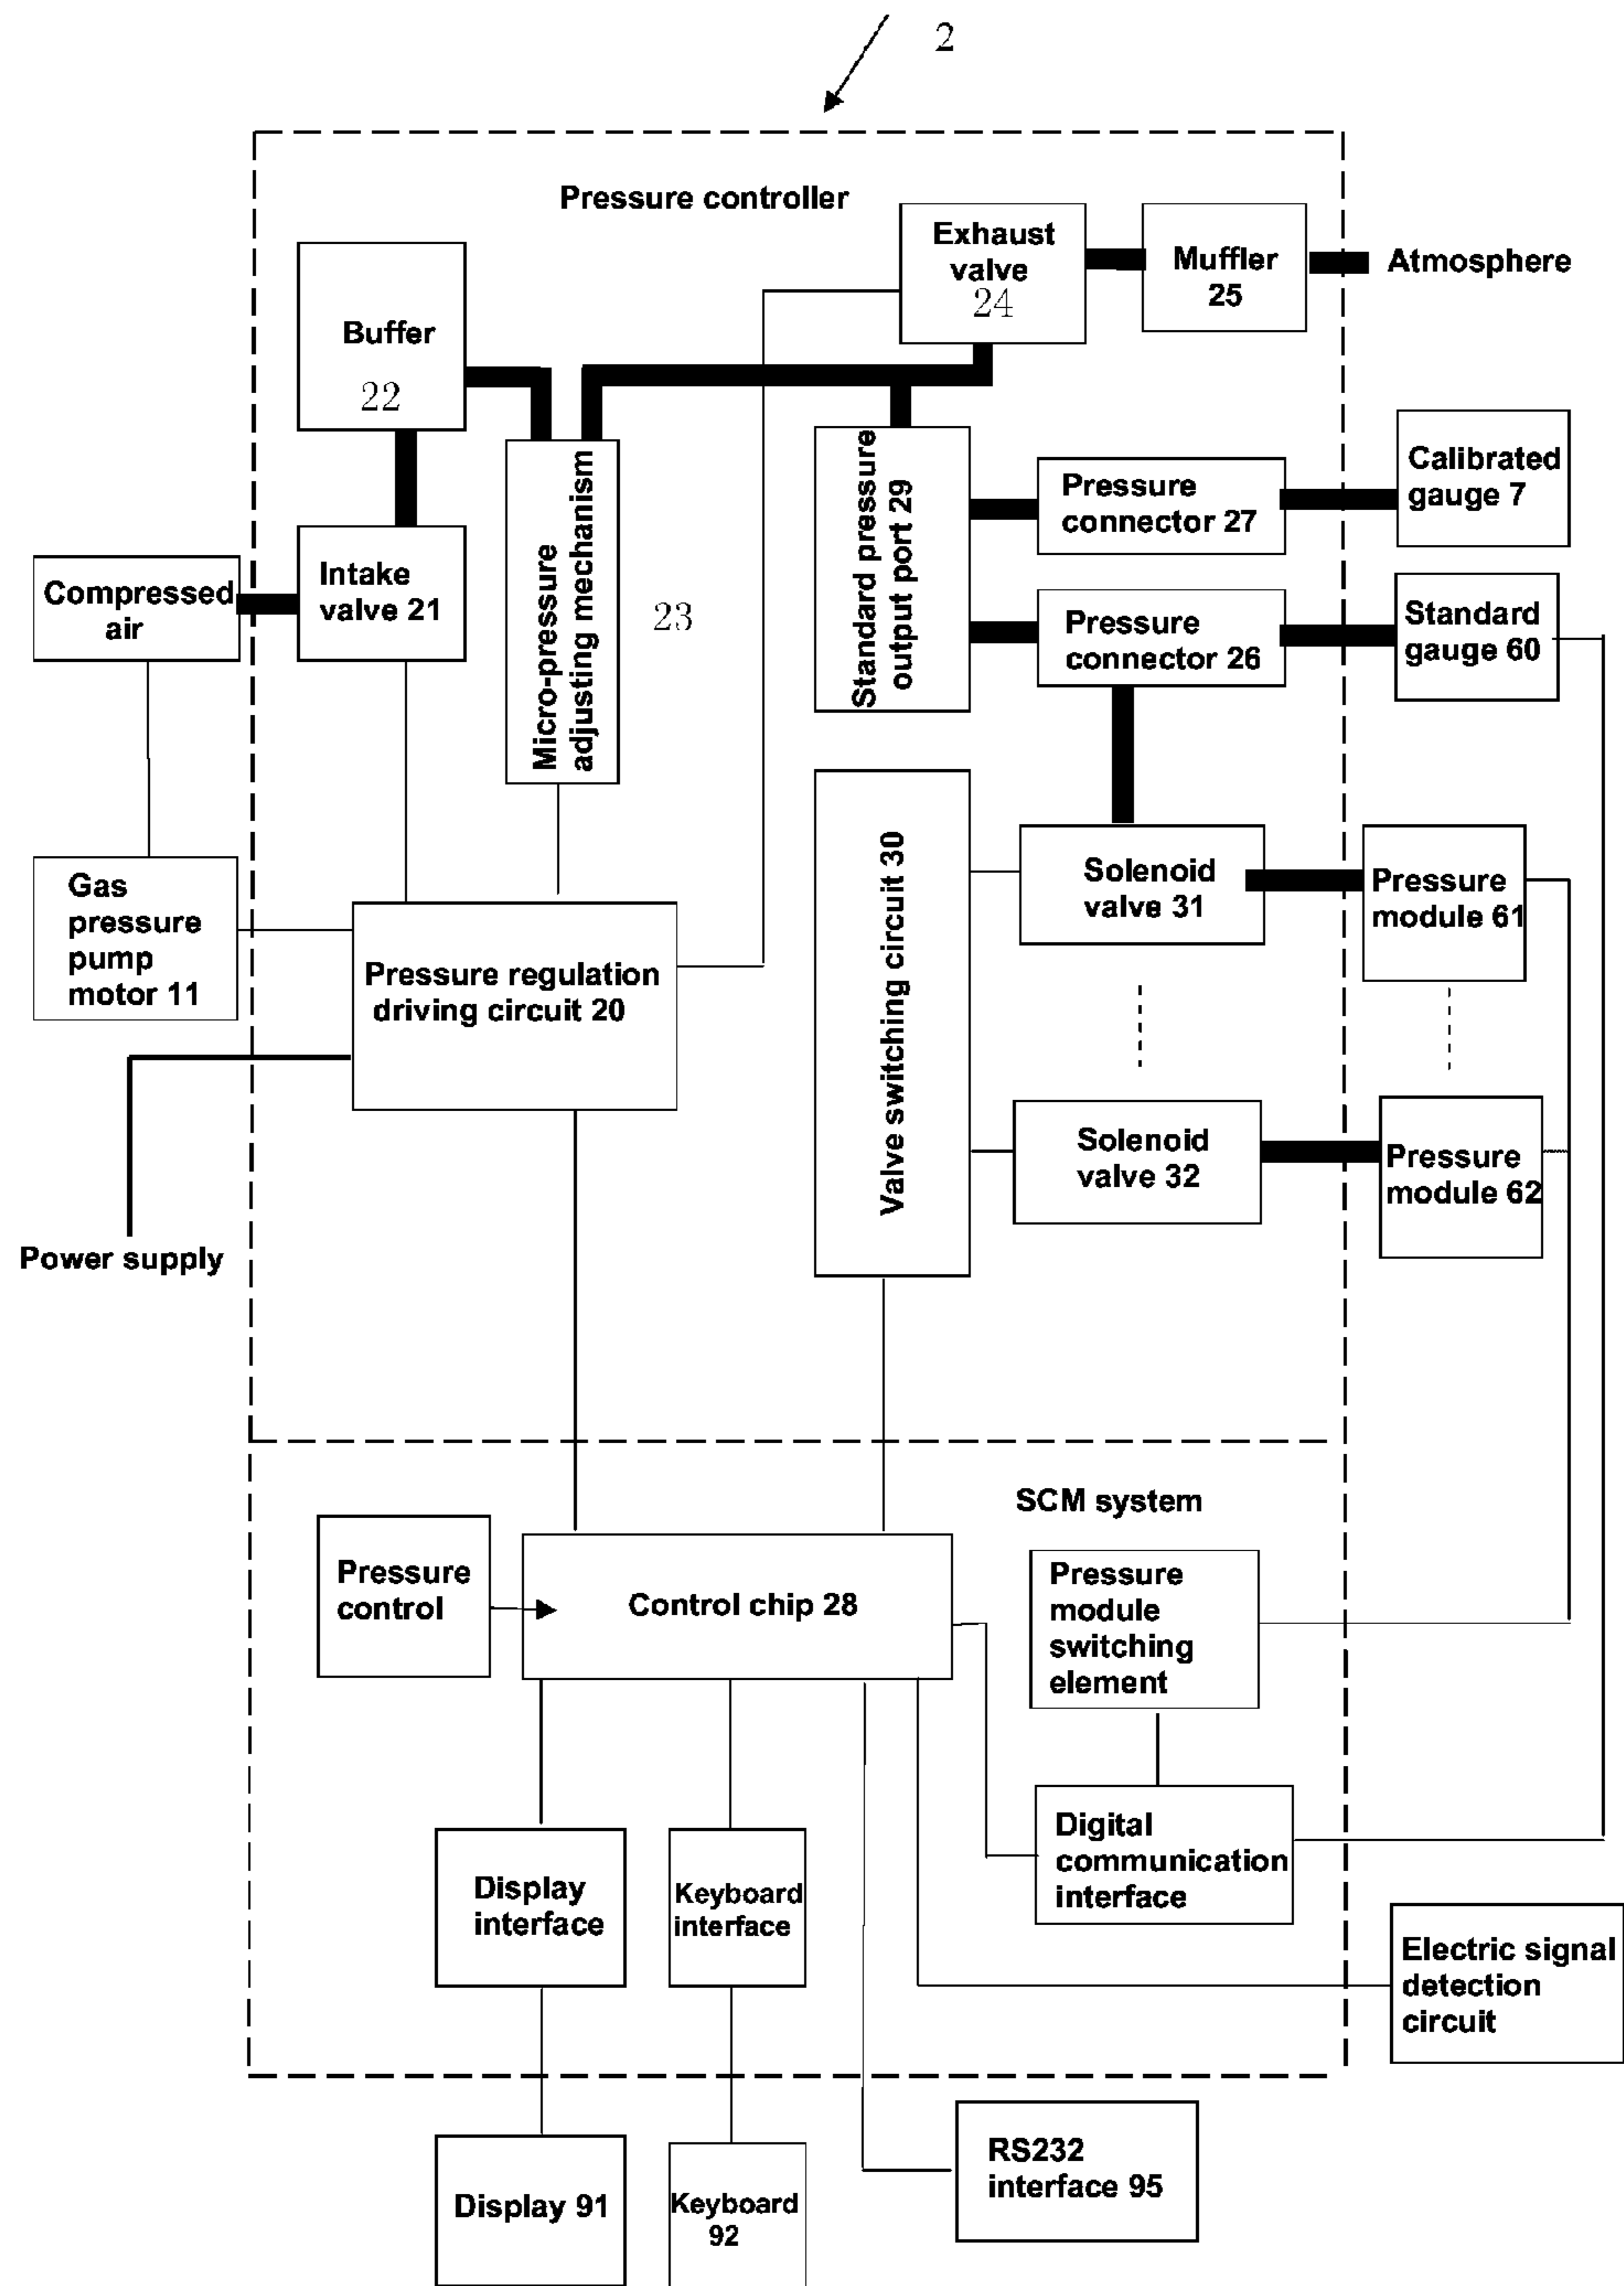 2
Pressure controller
Exhaust
valve
24
Muffler
25
Atmosphere
Buffer
22
Micro-pressure
adjusting mechanism
23
Standard pressure
output port 29
Pressure
connector 27
Calibrated
gauge 7
Compressed
air
Intake
valve 21
Pressure
connector 26
Standard
gauge 60
Gas
pressure
pump
motor 11
Pressure regulation
driving circuit 20
Valve switching circuit 30
Solenoid
valve 31
Pressure
module 61
Solenoid
valve 32
Pressure
module 62
Power supply
SCM system
Pressure
control
Control chip 28
Pressure
module
switching
element
Digital
communication
interface
Display
interface
Keyboard
interface
Electric signal
detection
circuit
Display 91
Keyboard
92
RS232
interface 95